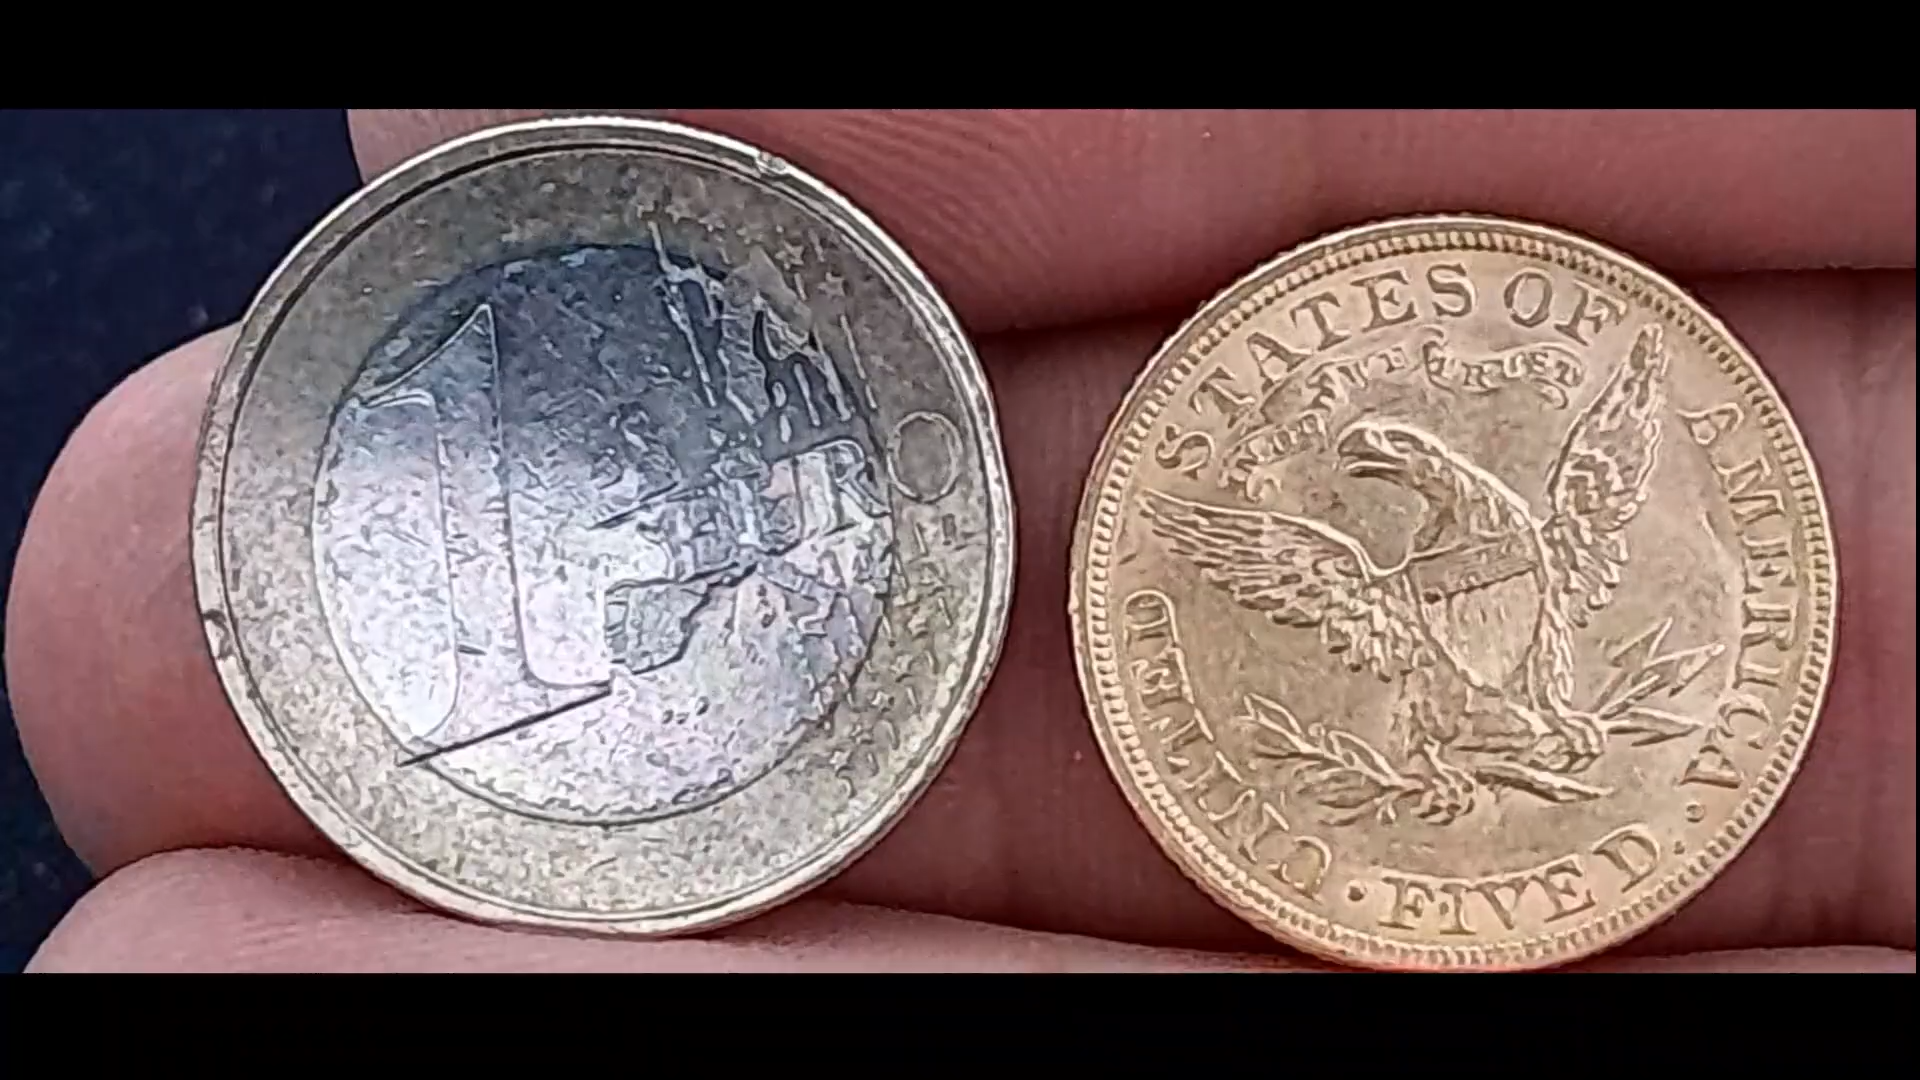 1 EURO
UNITED STATES OF AMERICA
IN GOD WE TRUST
FIVE D.